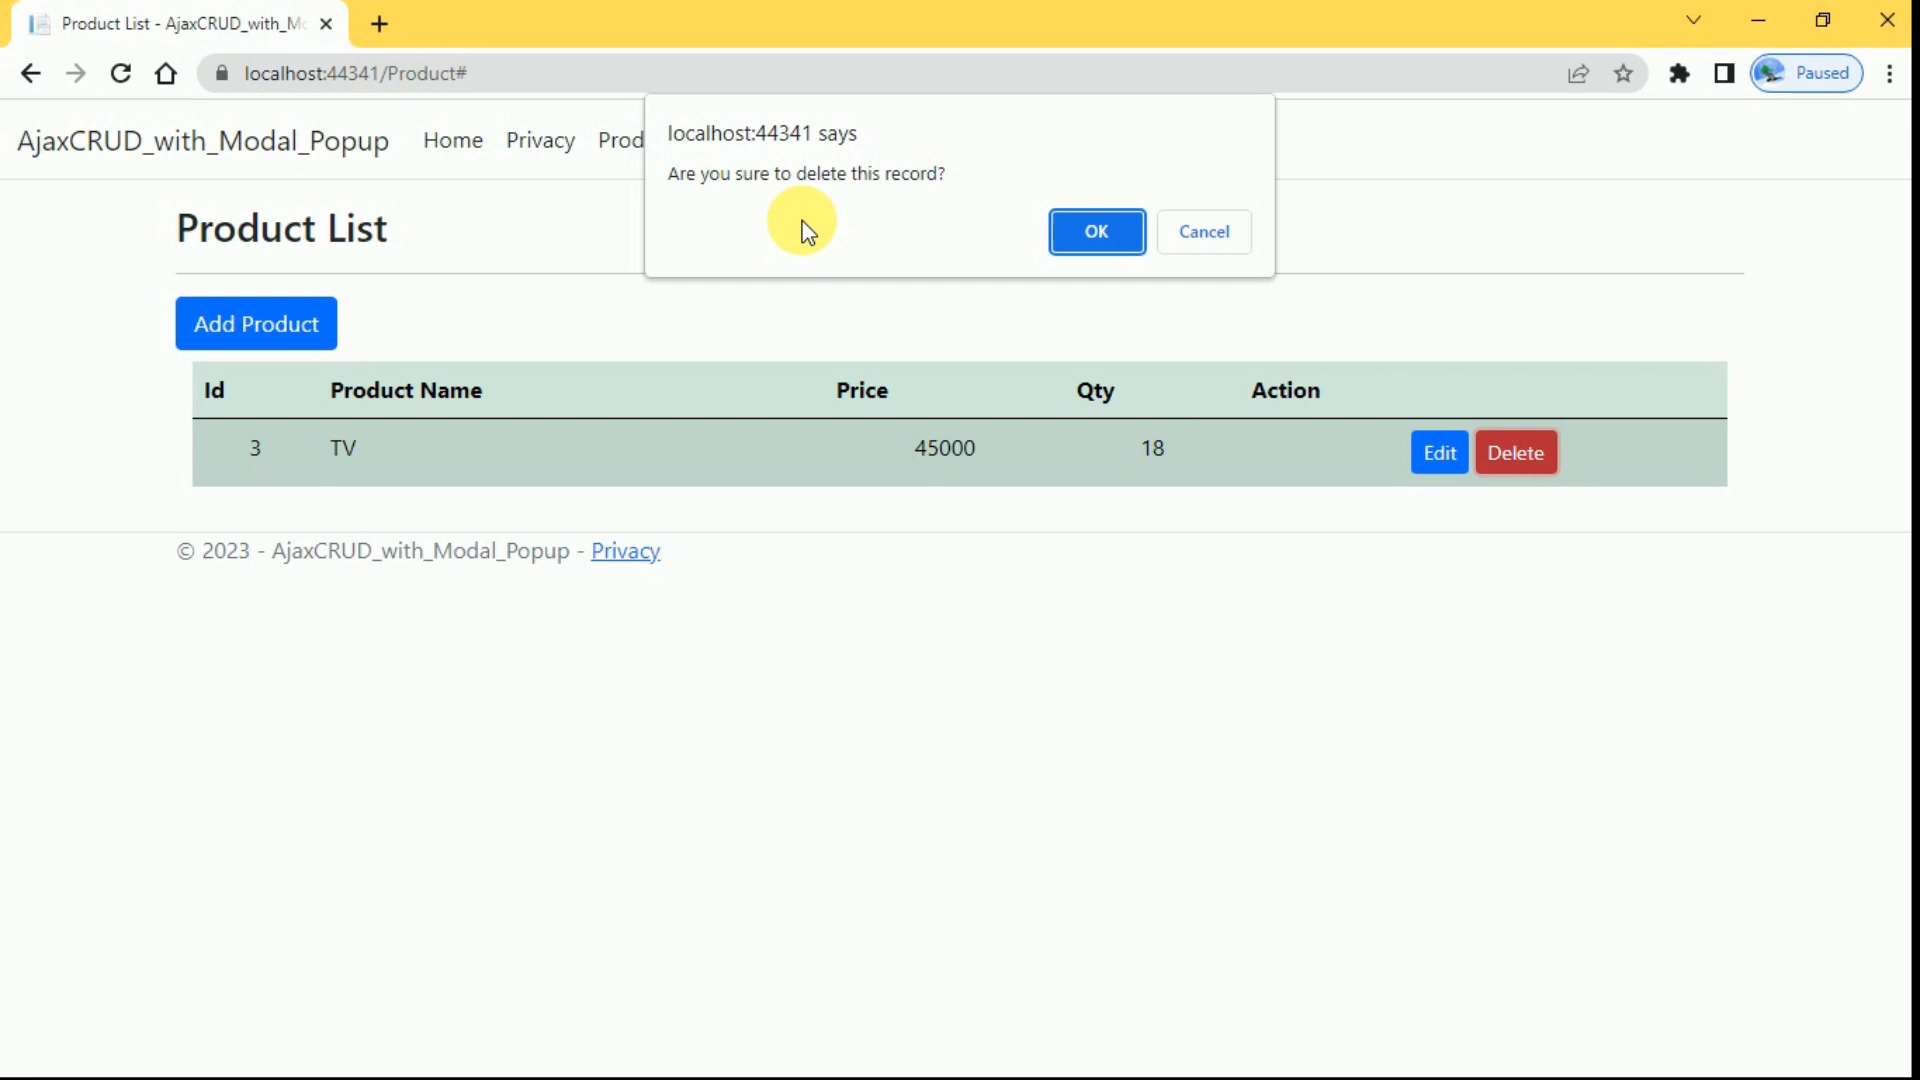 Product List - AjaxCRUD_with_Mo
localhost:44341/Product#
Paused
AjaxCRUD_with_Modal_Popup Home Privacy Prod
localhost:44341 says
Are you sure to delete this record?
OK Cancel
Product List
Add Product
Id Product Name Price Qty Action
3 TV 45000 18 Edit Delete
© 2023 - AjaxCRUD_with_Modal_Popup - Privacy